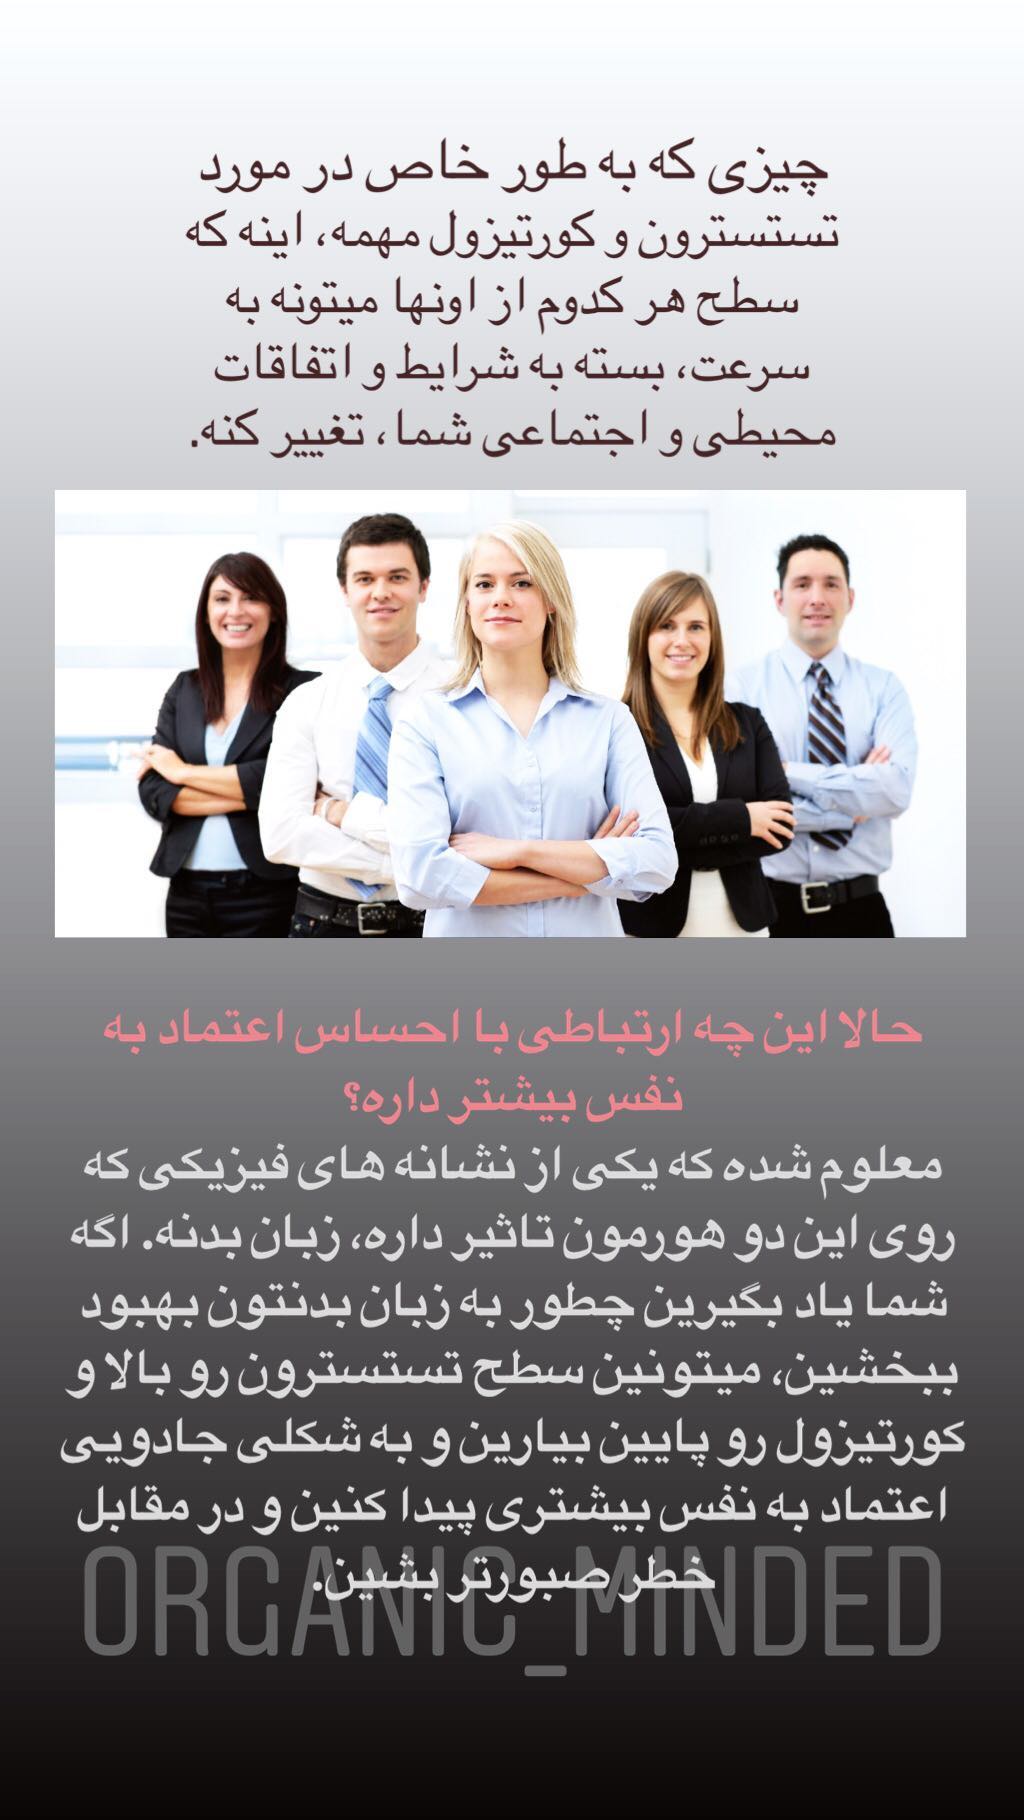 چیزی که به طور خاص در مورد
تستسترون و کورتیزول مهمه، اینه که
سطح هر کدوم از اونها میتونه به
سرعت، بسته به شرایط و اتفاقات
محیطی و اجتماعی شما، تغییر کنه.
حالا این چه ارتباطی با احساس اعتماد به
نفس بیشتر داره؟
معلوم شده که یکی از نشانه های فیزیکی که
روی این دو هورمون تاثیر داره، زبان بدنه. اگه
شما یاد بگیرین چطور به زبان بدنتون بهبود
ببخشین، میتونین سطح تستسترون رو بالا و
کورتیزول رو پایین بیارین و به شکلی جادویی
اعتماد به نفس بیشتری پیدا کنین و در مقابل
خطر صبورتر بشین.
ORGANIC_MINDED